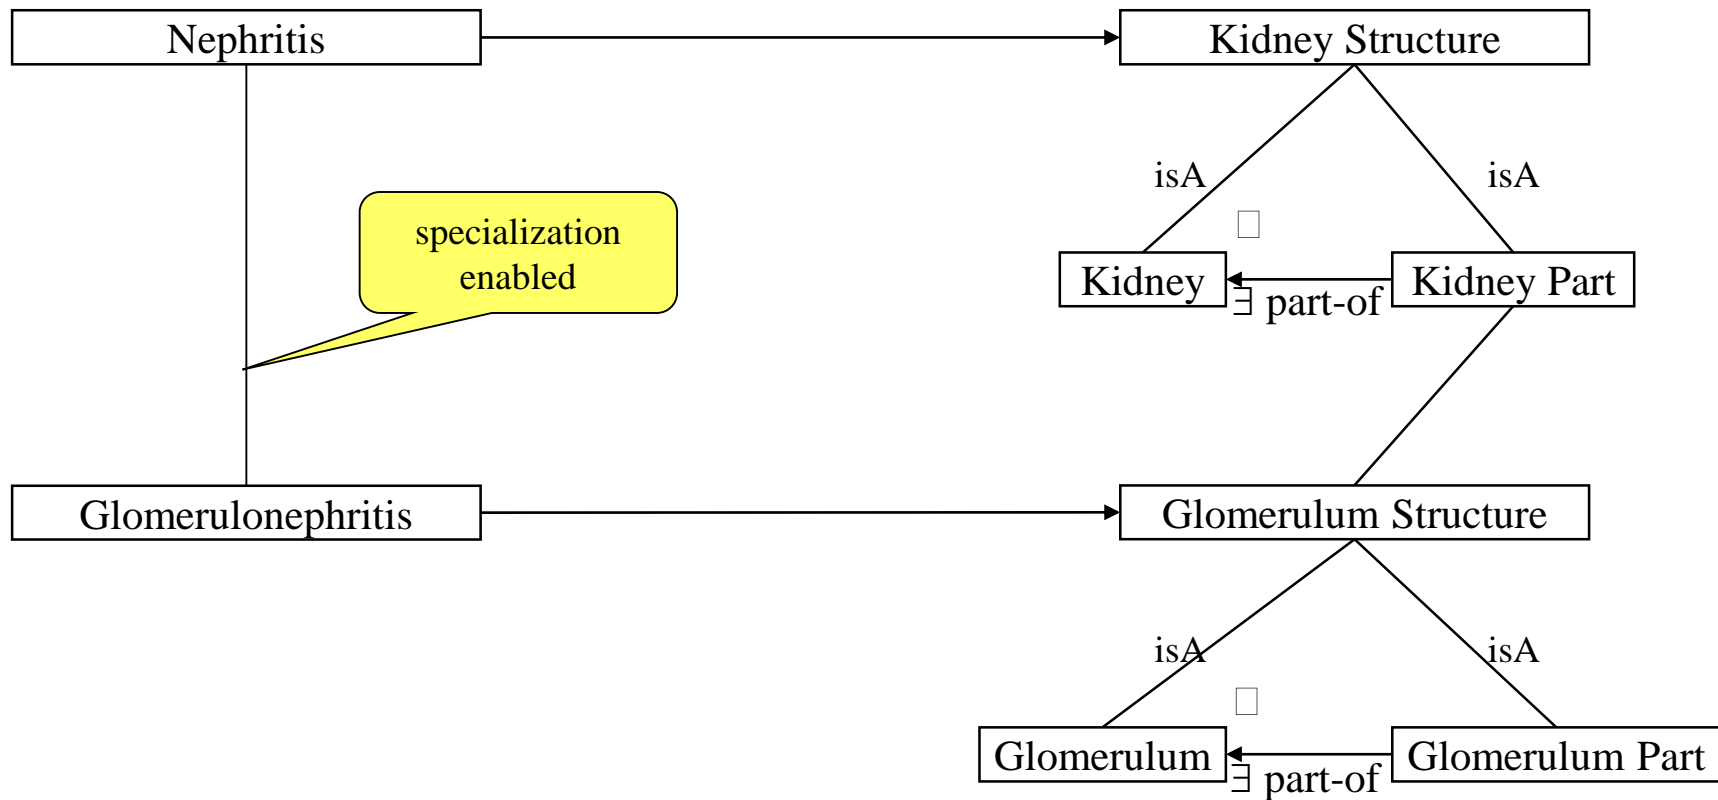 Nephritis
Kidney Structure
isA
isA
specialization
enabled
Kidney
Kidney Part
∃ part-of
Glomerulonephritis
Glomerulum Structure
isA
isA
Glomerulum
Glomerulum Part
∃ part-of